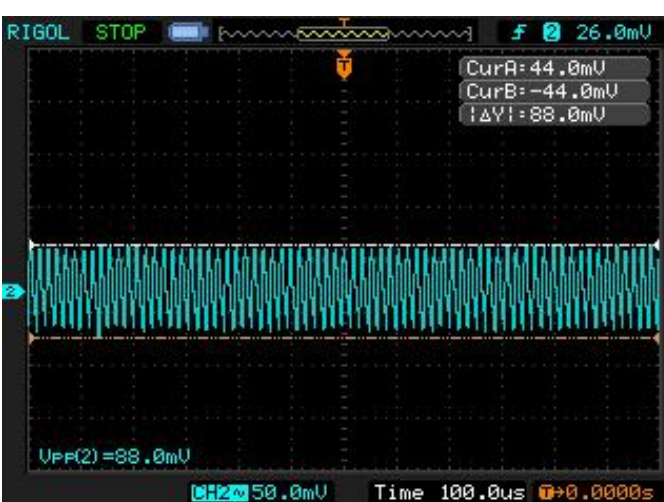 RIGOL STOP T f 2 26.0mV
T
CurA=44.0mV
CurB=-44.0mV
|ΔY|=88.0mV
2
Vpp(2)=88.0mV
CH2~50.0mV Time 100.0us T→0.0000s